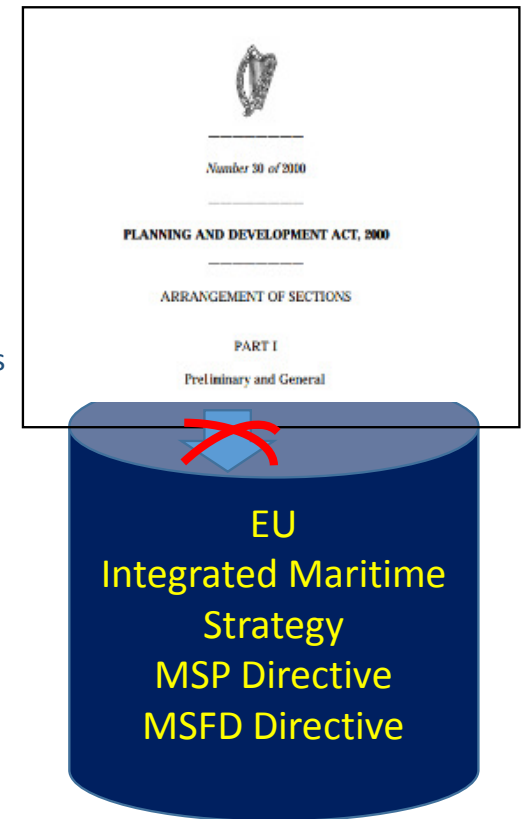 Number 30 of 2000
PLANNING AND DEVELOPMENT ACT, 2000
ARRANGEMENT OF SECTIONS
PART I
Preliminary and General
s
EU
Integrated Maritime
Strategy
MSP Directive
MSFD Directive